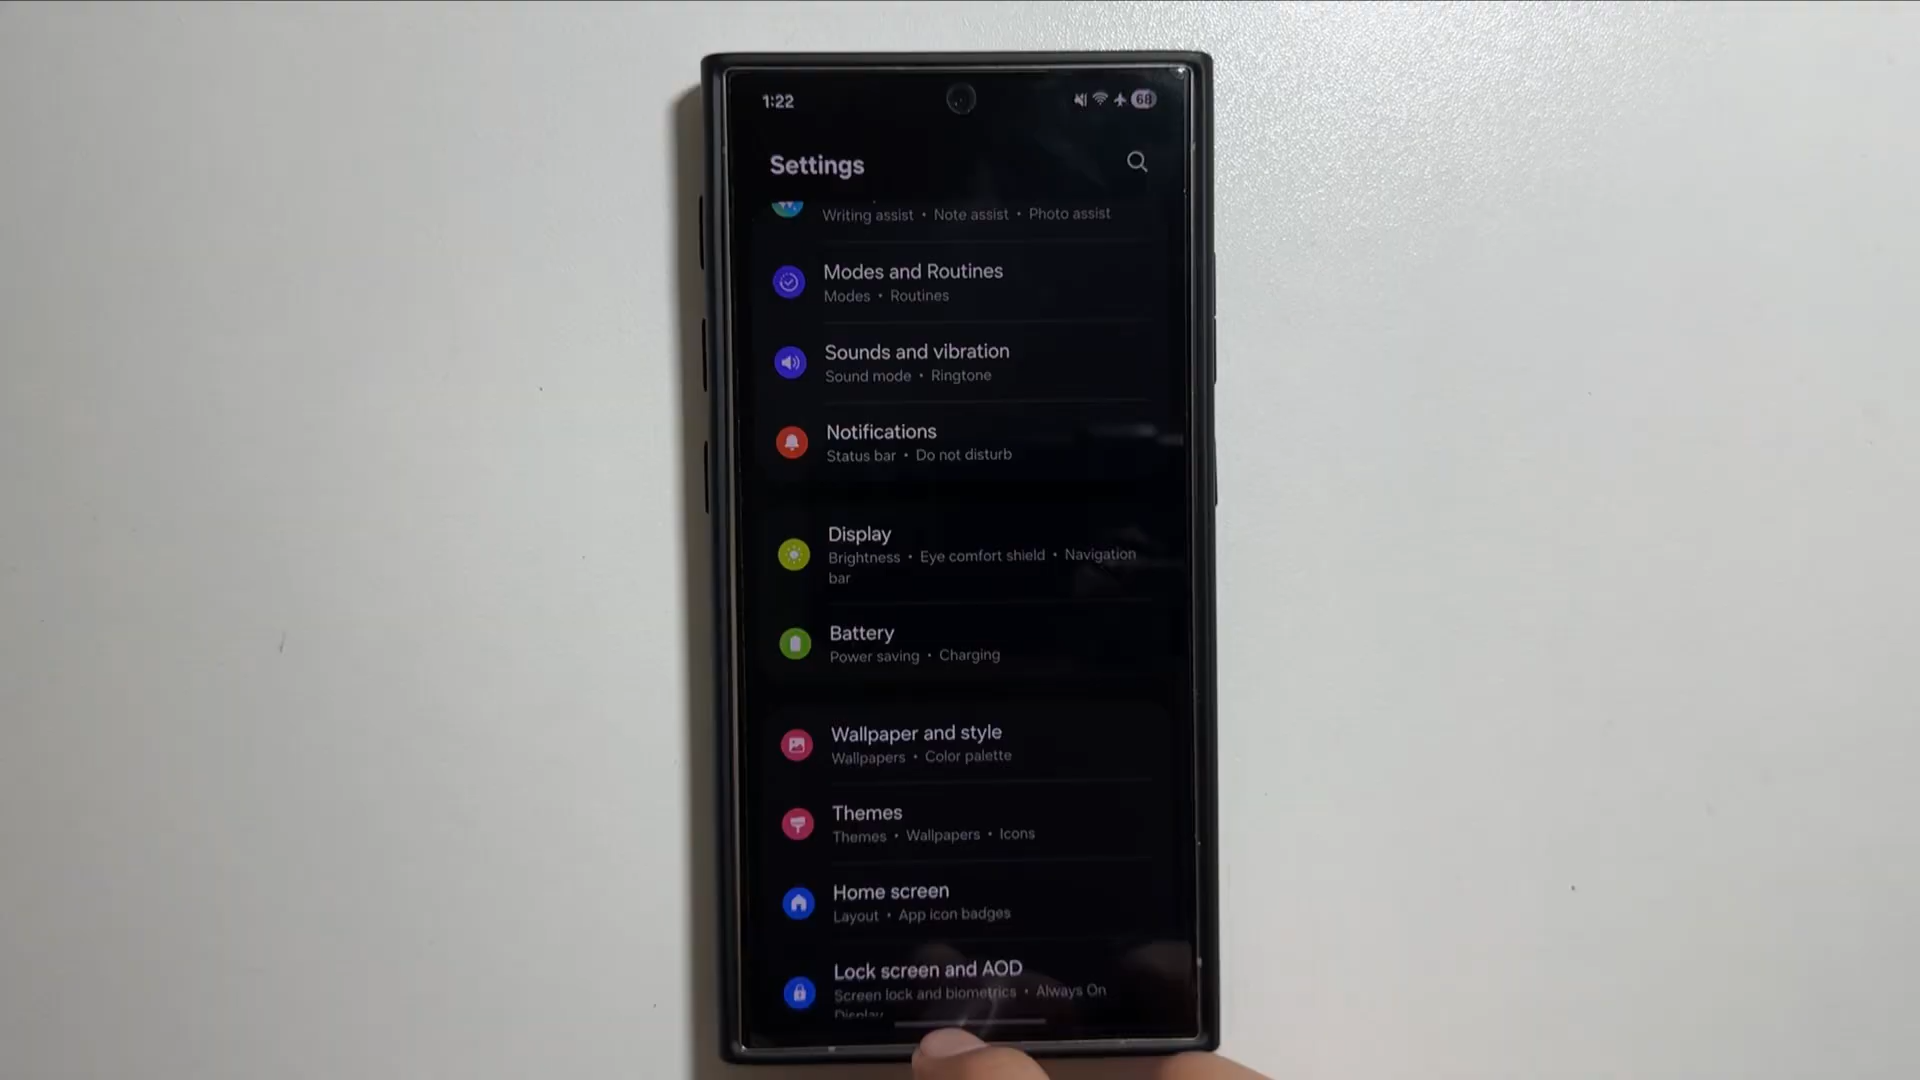 1:22
68
Settings
Writing assist • Note assist • Photo assist
Modes and Routines
Modes • Routines
Sounds and vibration
Sound mode • Ringtone
Notifications
Status bar • Do not disturb
Display
Brightness • Eye comfort shield • Navigation
bar
Battery
Power saving • Charging
Wallpaper and style
Wallpapers • Color palette
Themes
Themes • Wallpapers • Icons
Home screen
Layout • App icon badges
Lock screen and AOD
Screen lock and biometrics • Always On
Display